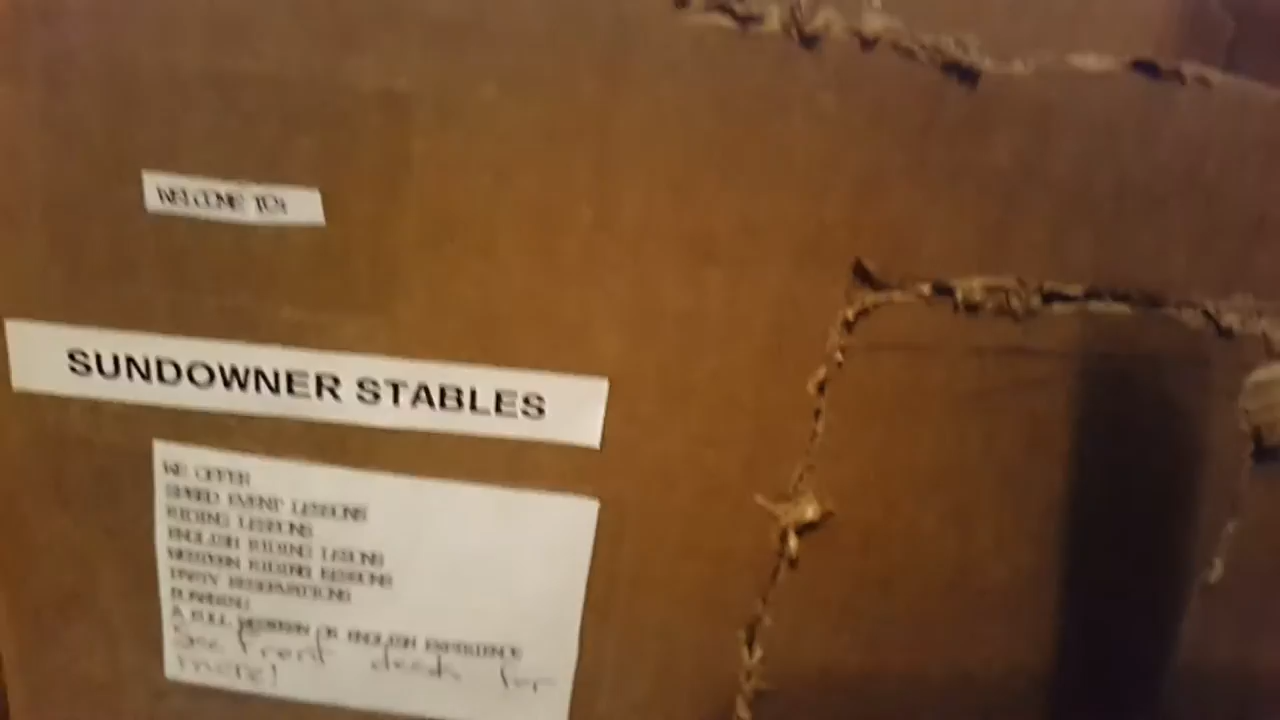 WELCOME TO:
SUNDOWNER STABLES
WE OFFER
SPEED EVENT LESSONS
RIDING LESSONS
ENGLISH RIDING LESSONS
WESTERN RIDING LESSONS
PARTY RESERVATIONS
BOARDING
A FULL WESTERN OR ENGLISH EXPERIENCE
See front desk for
more!